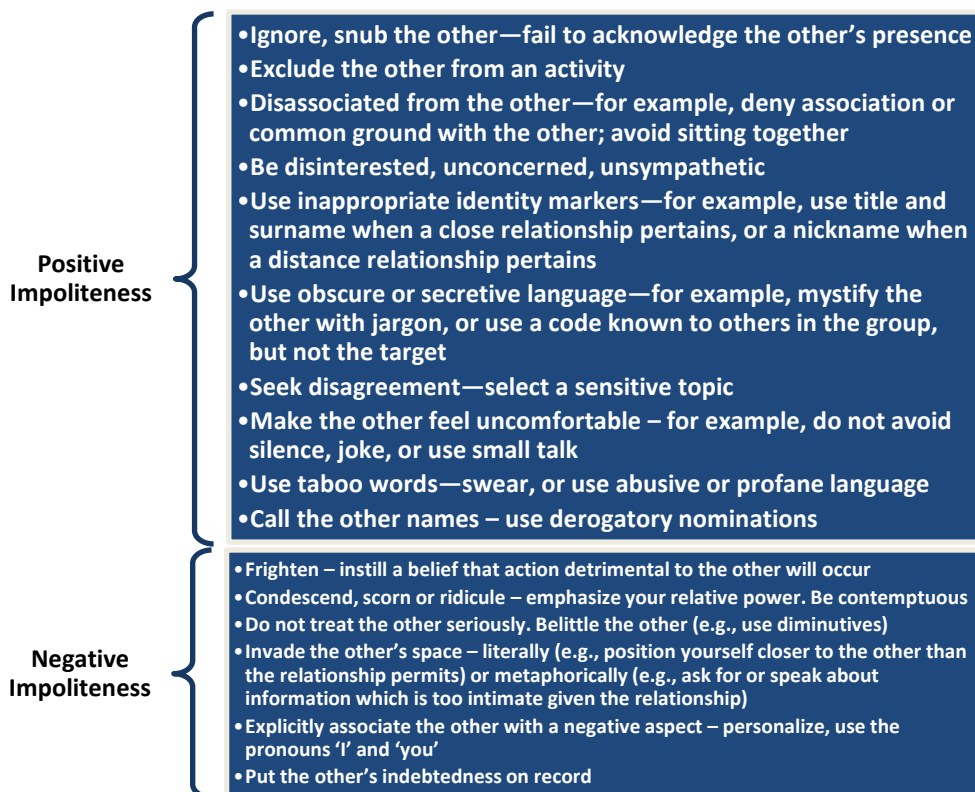 Positive
Impoliteness
•Ignore, snub the other—fail to acknowledge the other's presence
•Exclude the other from an activity
•Disassociated from the other—for example, deny association or
common ground with the other; avoid sitting together
•Be disinterested, unconcerned, unsympathetic
•Use inappropriate identity markers—for example, use title and
surname when a close relationship pertains, or a nickname when
a distance relationship pertains
•Use obscure or secretive language—for example, mystify the
other with jargon, or use a code known to others in the group,
but not the target
•Seek disagreement—select a sensitive topic
•Make the other feel uncomfortable – for example, do not avoid
silence, joke, or use small talk
•Use taboo words—swear, or use abusive or profane language
•Call the other names – use derogatory nominations
Negative
Impoliteness
•Frighten – instill a belief that action detrimental to the other will occur
•Condescend, scorn or ridicule – emphasize your relative power. Be contemptuous
•Do not treat the other seriously. Belittle the other (e.g., use diminutives)
•Invade the other's space – literally (e.g., position yourself closer to the other than
the relationship permits) or metaphorically (e.g., ask for or speak about
information which is too intimate given the relationship)
•Explicitly associate the other with a negative aspect – personalize, use the
pronouns 'I' and 'you'
•Put the other's indebtedness on record